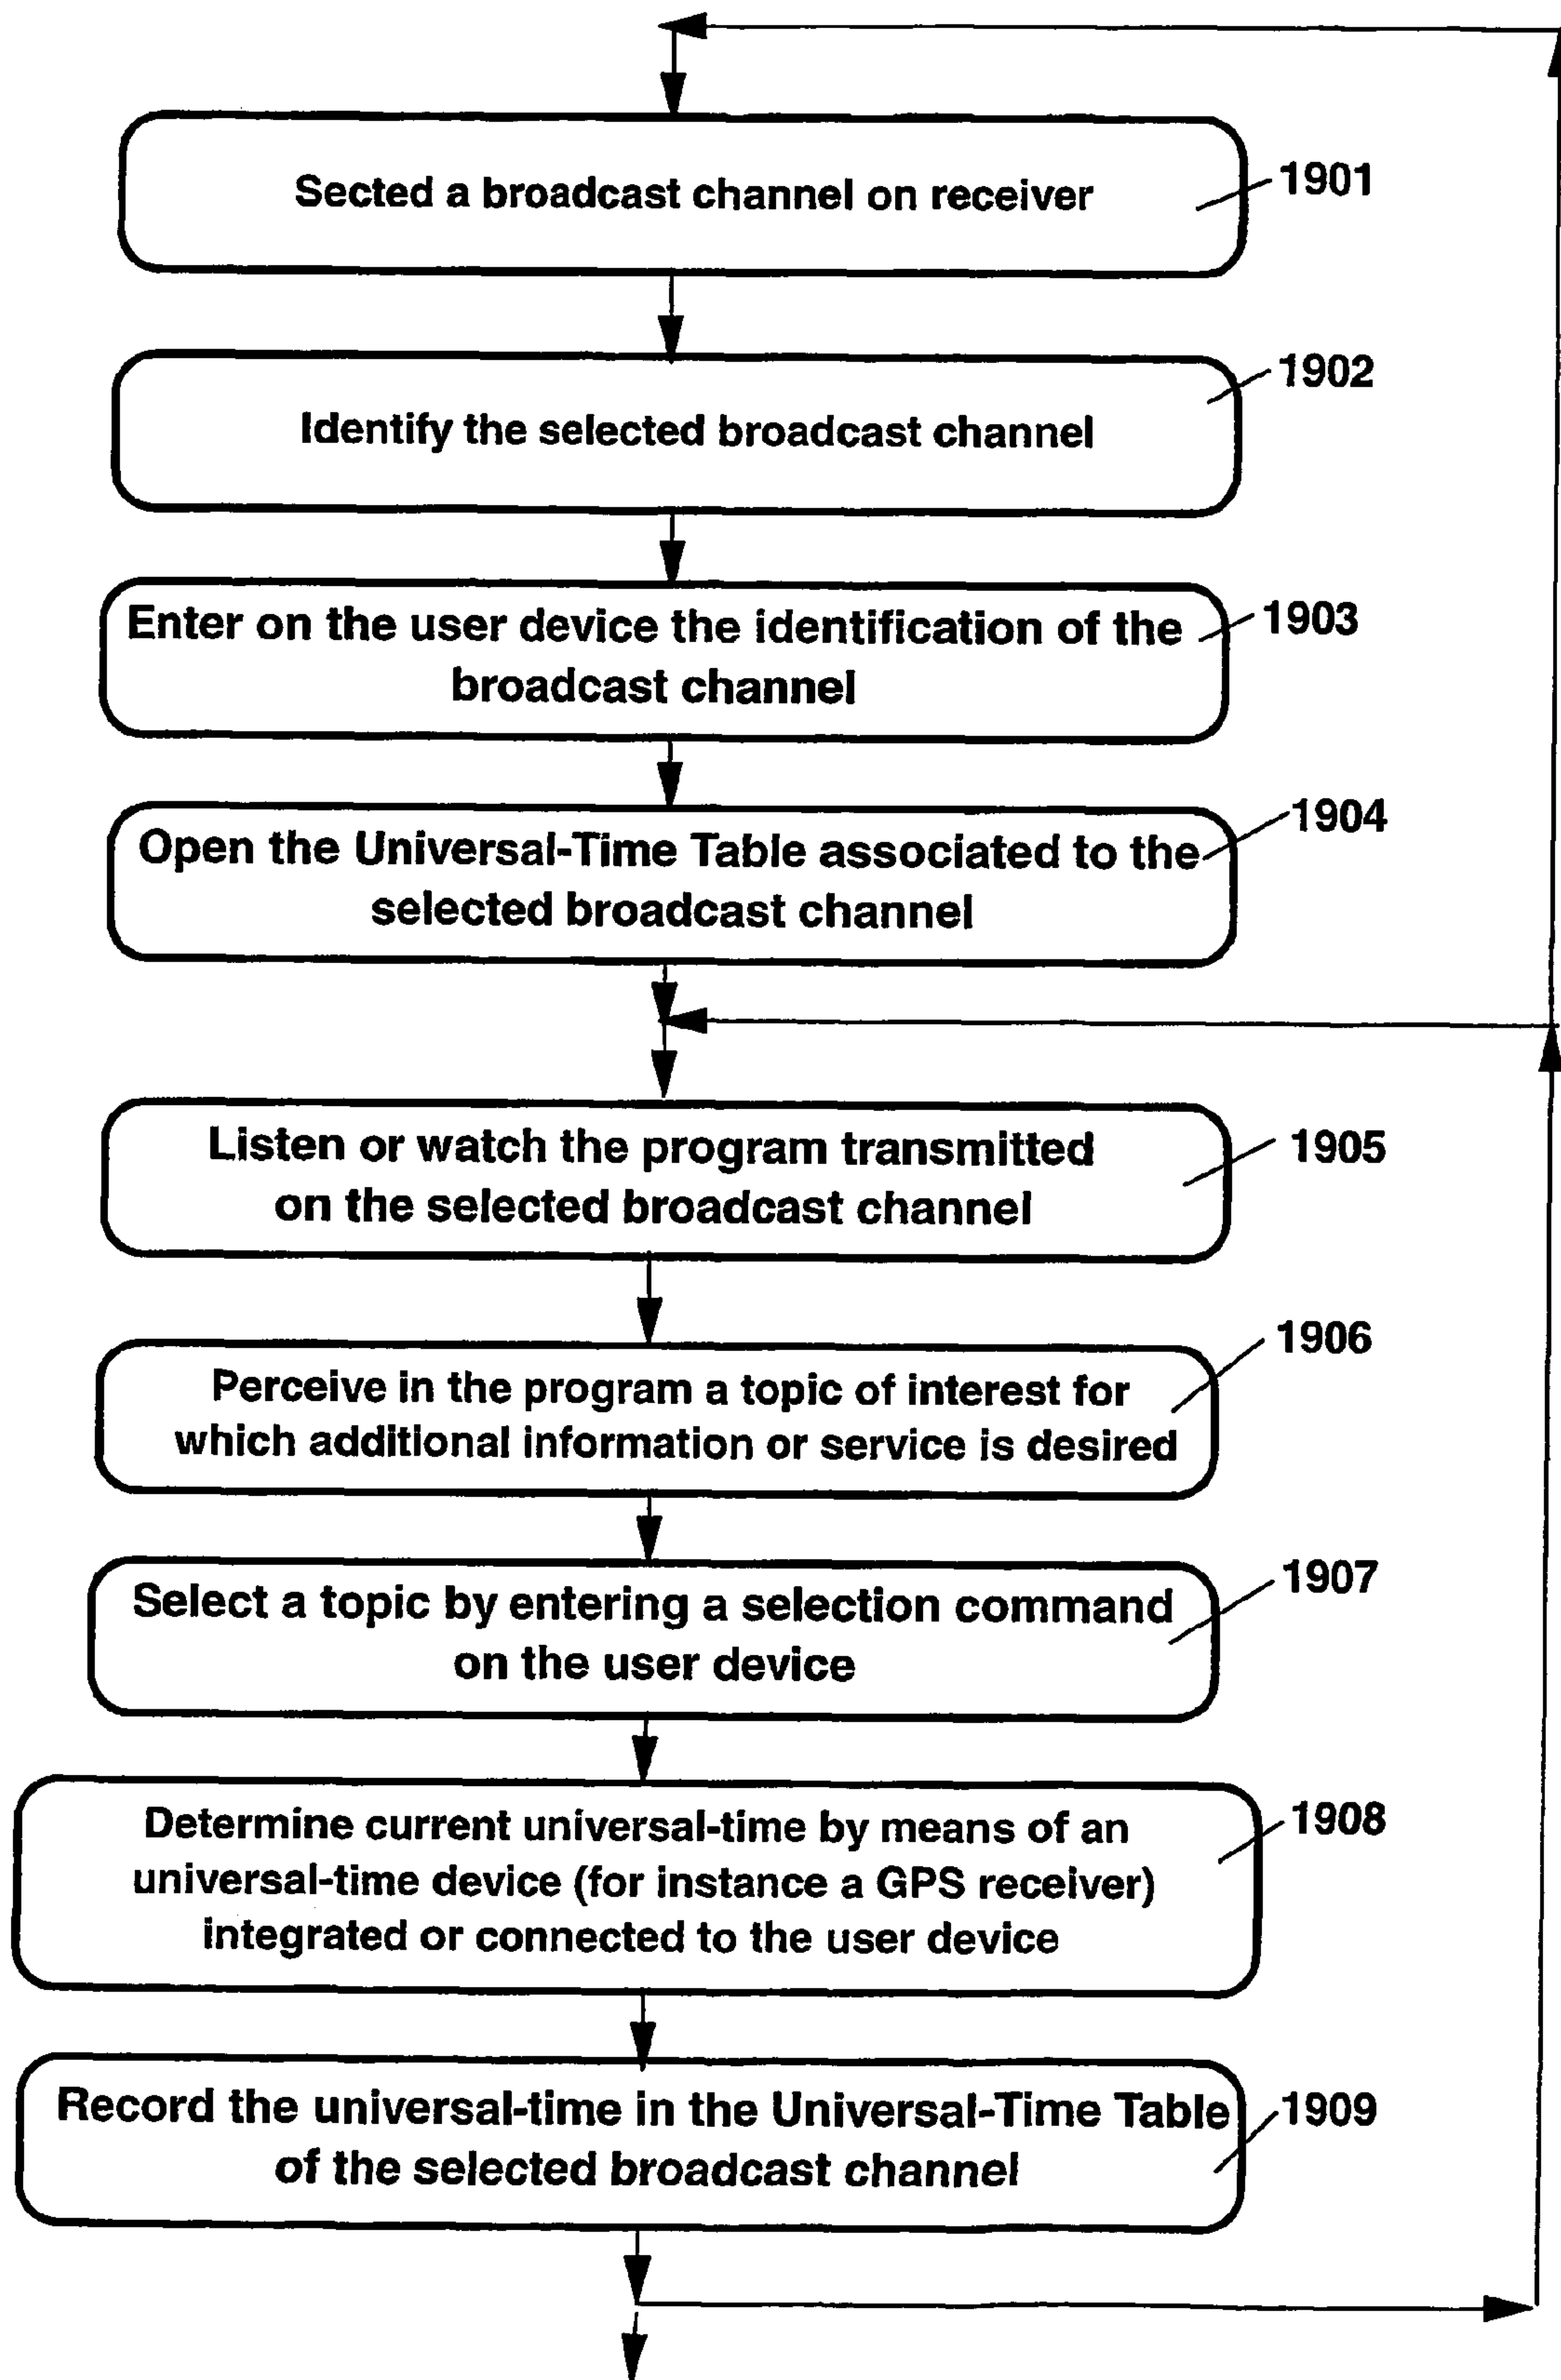 Sected a broadcast channel on receiver
1901
Identify the selected broadcast channel
1902
Enter on the user device the identification of the
broadcast channel
1903
Open the Universal-Time Table associated to the
selected broadcast channel
1904
Listen or watch the program transmitted
on the selected broadcast channel
1905
Perceive in the program a topic of interest for
which additional information or service is desired
1906
Select a topic by entering a selection command
on the user device
1907
Determine current universal-time by means of an
universal-time device (for instance a GPS receiver)
integrated or connected to the user device
1908
Record the universal-time in the Universal-Time Table
of the selected broadcast channel
1909